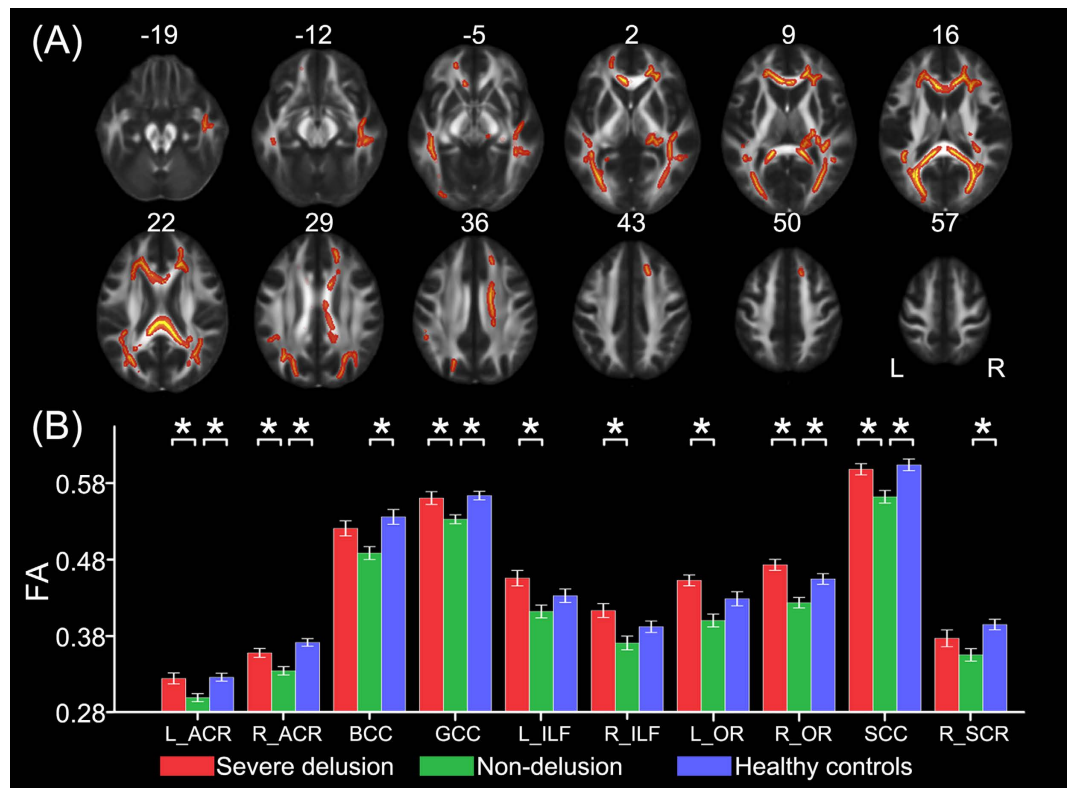 (A) -19 -12 -5 2 9 16
22 29 36 43 50 57
L R
(B) * * * * * * * * * * * * * * *
0.58
0.48
FA
0.38
0.28
L_ACR R_ACR BCC GCC L_ILF R_ILF L_OR R_OR SCC R_SCR
Severe delusion Non-delusion Healthy controls